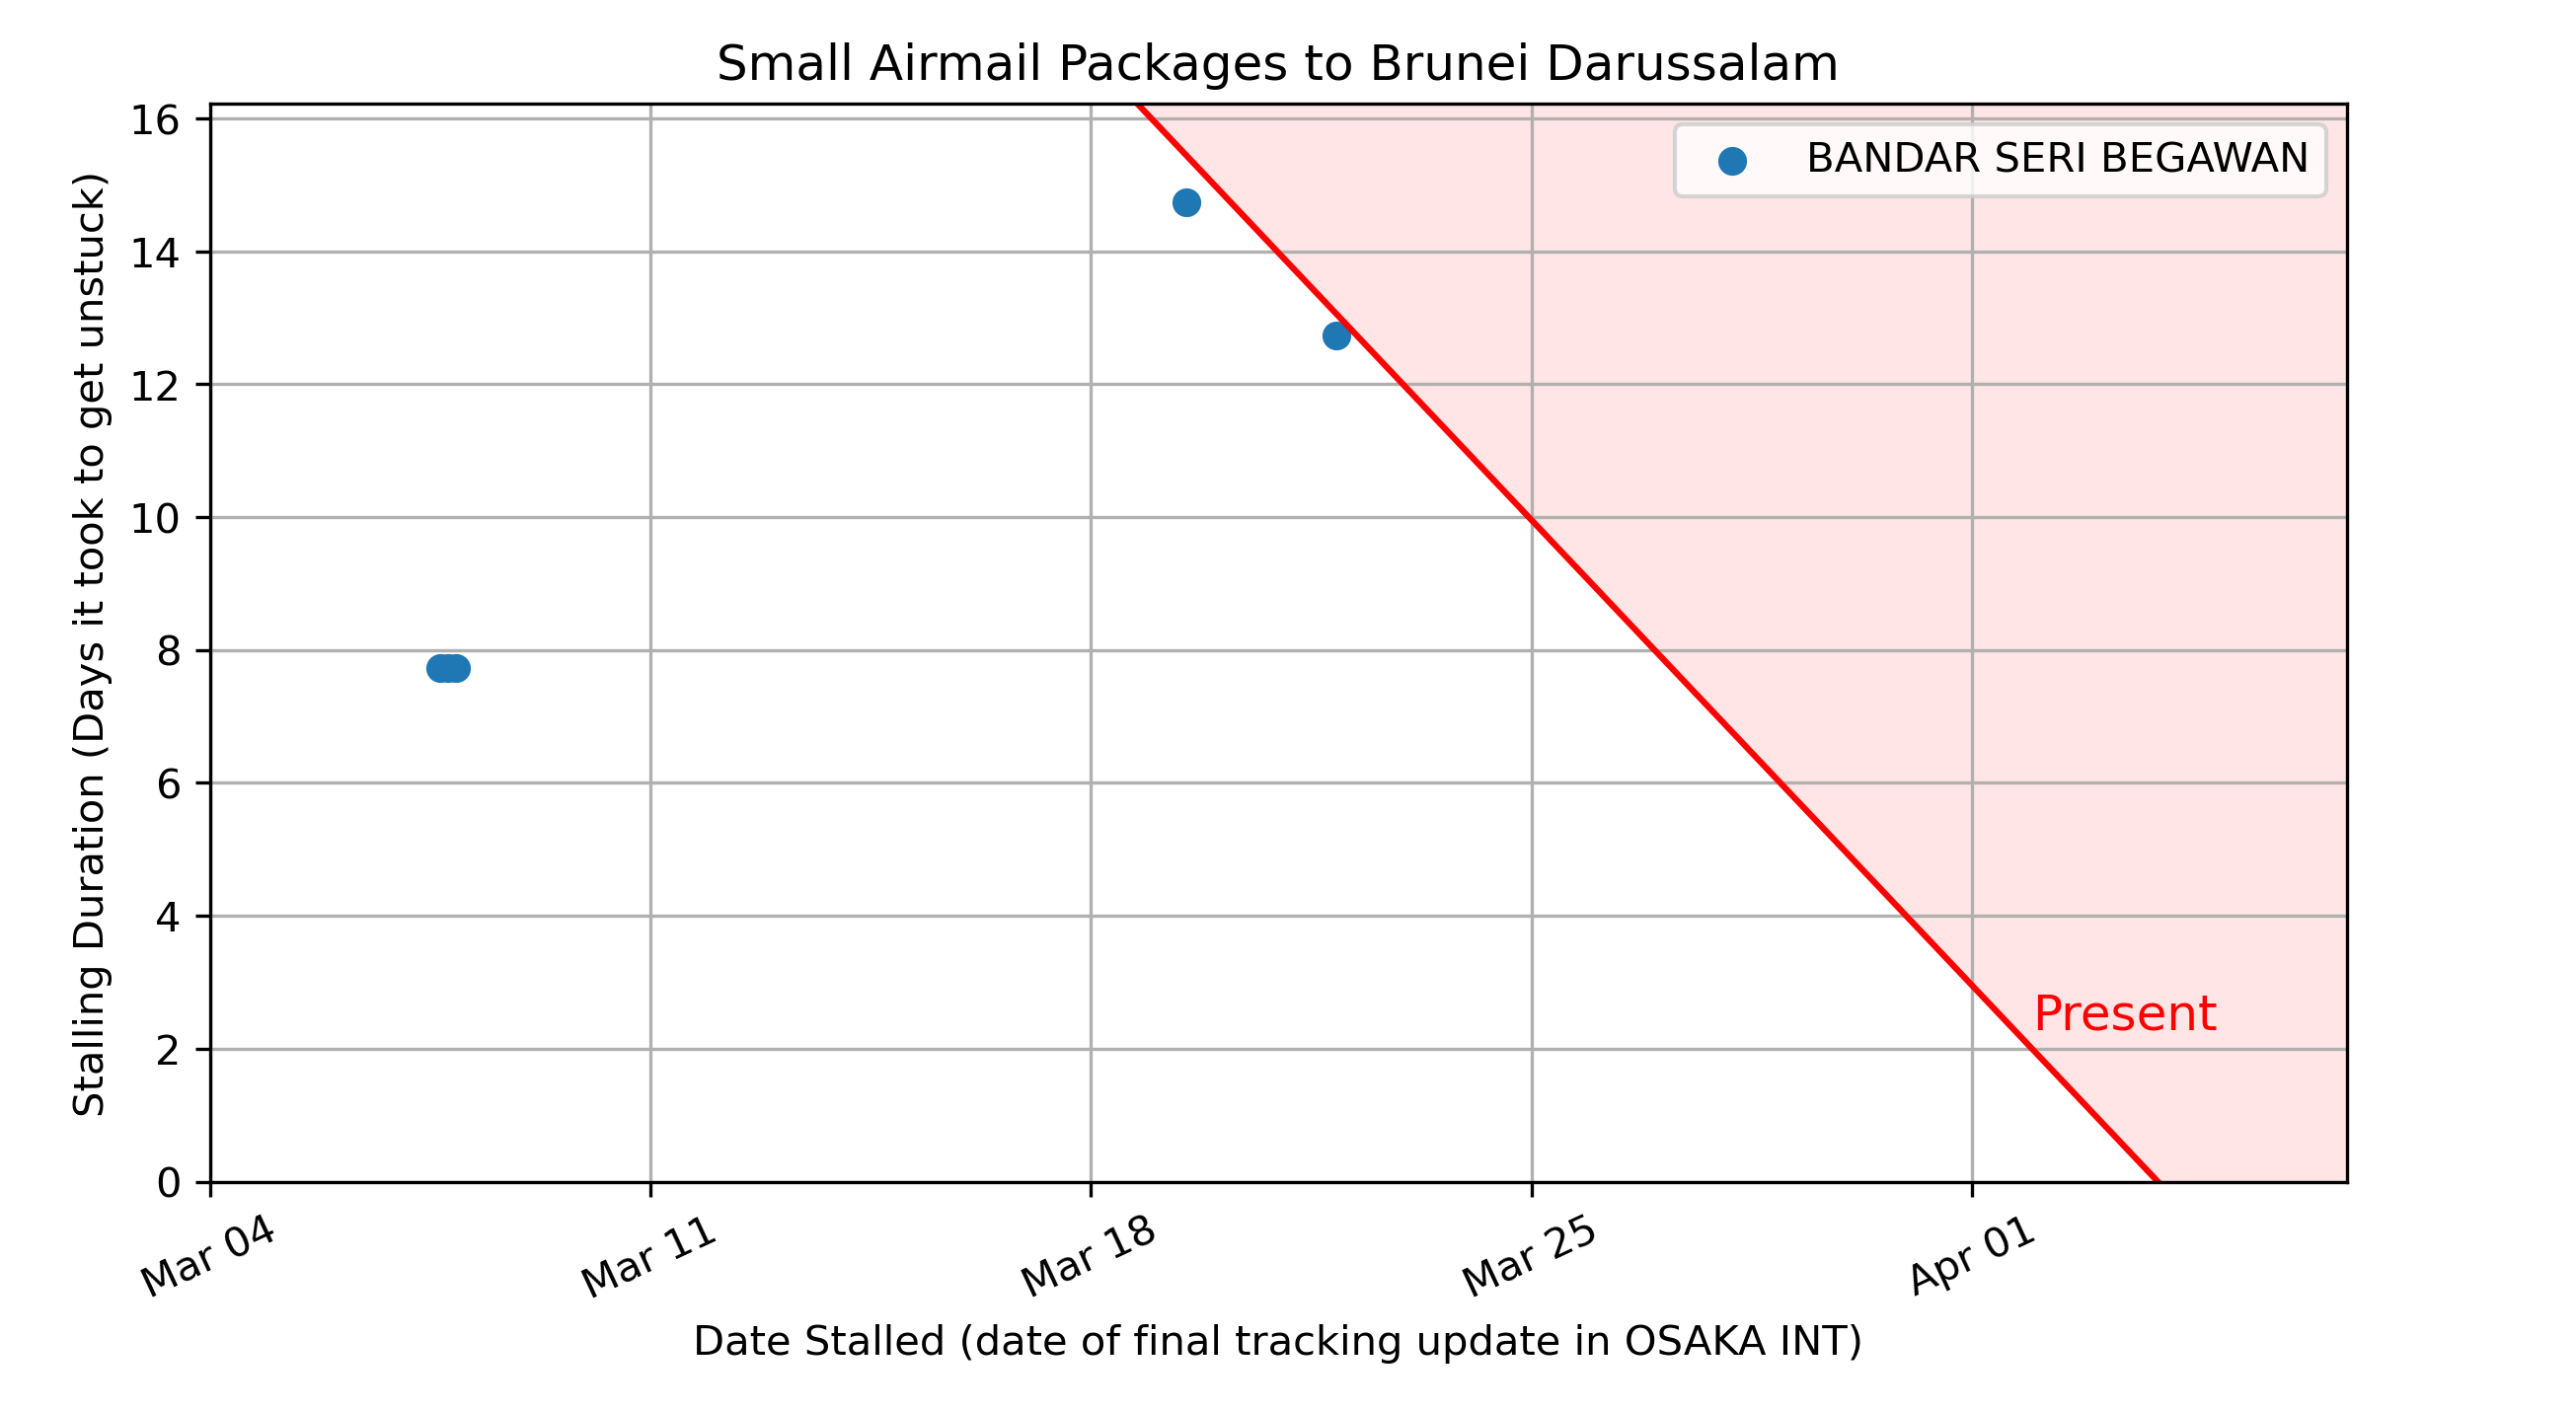 Small Airmail Packages to Brunei Darussalam
BANDAR SERI BEGAWAN
16
14
12
10
8
6
4
2
0
Stalling Duration (Days it took to get unstuck)
Present
Mar 04
Mar 11
Mar 18
Mar 25
Apr 01
Date Stalled (date of final tracking update in OSAKA INT)